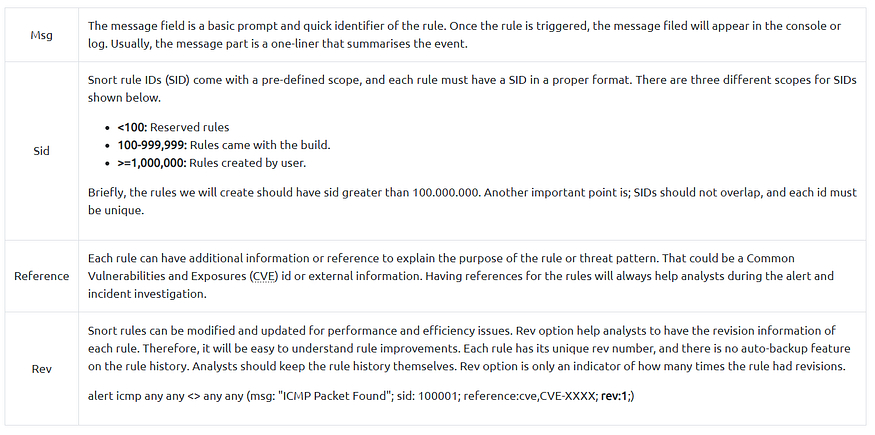 Msg
The message field is a basic prompt and quick identifier of the rule. Once the rule is triggered, the message filed will appear in the console or
log. Usually, the message part is a one-liner that summarises the event.
Sid
Snort rule IDs (SID) come with a pre-defined scope, and each rule must have a SID in a proper format. There are three different scopes for SIDs
shown below.
• <100: Reserved rules
• 100-999,999: Rules came with the build.
• >=1,000,000: Rules created by user.
Briefly, the rules we will create should have sid greater than 100.000.000. Another important point is; SIDs should not overlap, and each id must
be unique.
Reference
Each rule can have additional information or reference to explain the purpose of the rule or threat pattern. That could be a Common
Vulnerabilities and Exposures (CVE) id or external information. Having references for the rules will always help analysts during the alert and
incident investigation.
Rev
Snort rules can be modified and updated for performance and efficiency issues. Rev option help analysts to have the revision information of
each rule. Therefore, it will be easy to understand rule improvements. Each rule has its unique rev number, and there is no auto-backup feature
on the rule history. Analysts should keep the rule history themselves. Rev option is only an indicator of how many times the rule had revisions.
alert icmp any any <> any any (msg: "ICMP Packet Found"; sid: 100001; reference:cve,CVE-XXXX; rev:1;)